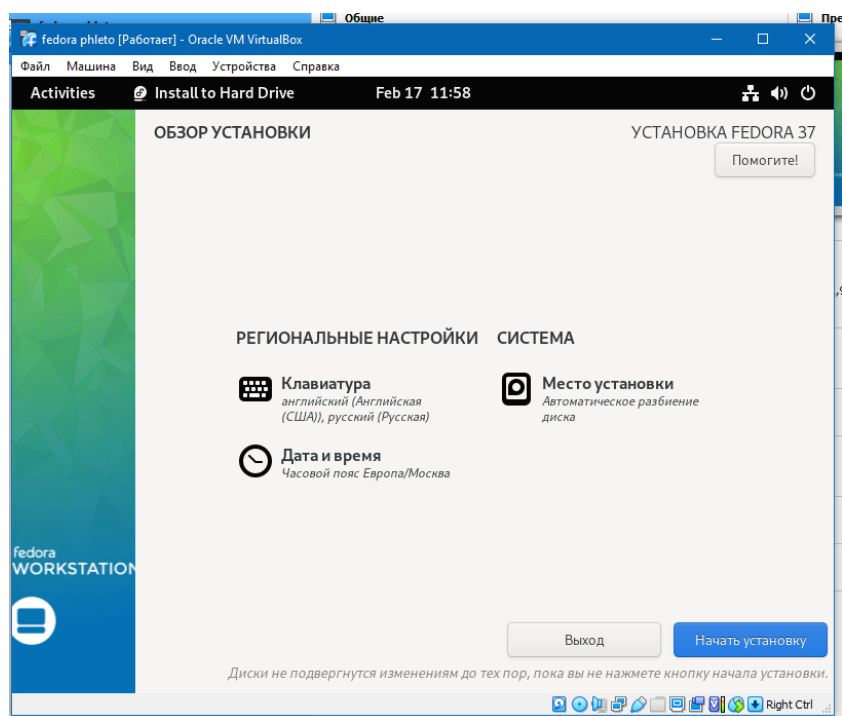 Общие
fedora phleto [Работает] - Oracle VM VirtualBox
Файл Машина Вид Ввод Устройства Справка
Activities Install to Hard Drive Feb 17 11:58
ОБЗОР УСТАНОВКИ
УСТАНОВКА FEDORA 37
Помогите!
РЕГИОНАЛЬНЫЕ НАСТРОЙКИ
Клавиатура
английский (Английская
(США)), русский (Русская)
Дата и время
Часовой пояс Европа/Москва
СИСТЕМА
Место установки
Автоматическое разбиение
диска
fedora
WORKSTATION
Выход
Начать установку
Диски не подвергнутся изменениям до тех пор, пока вы не нажмете кнопку начала установки.
Right Ctrl